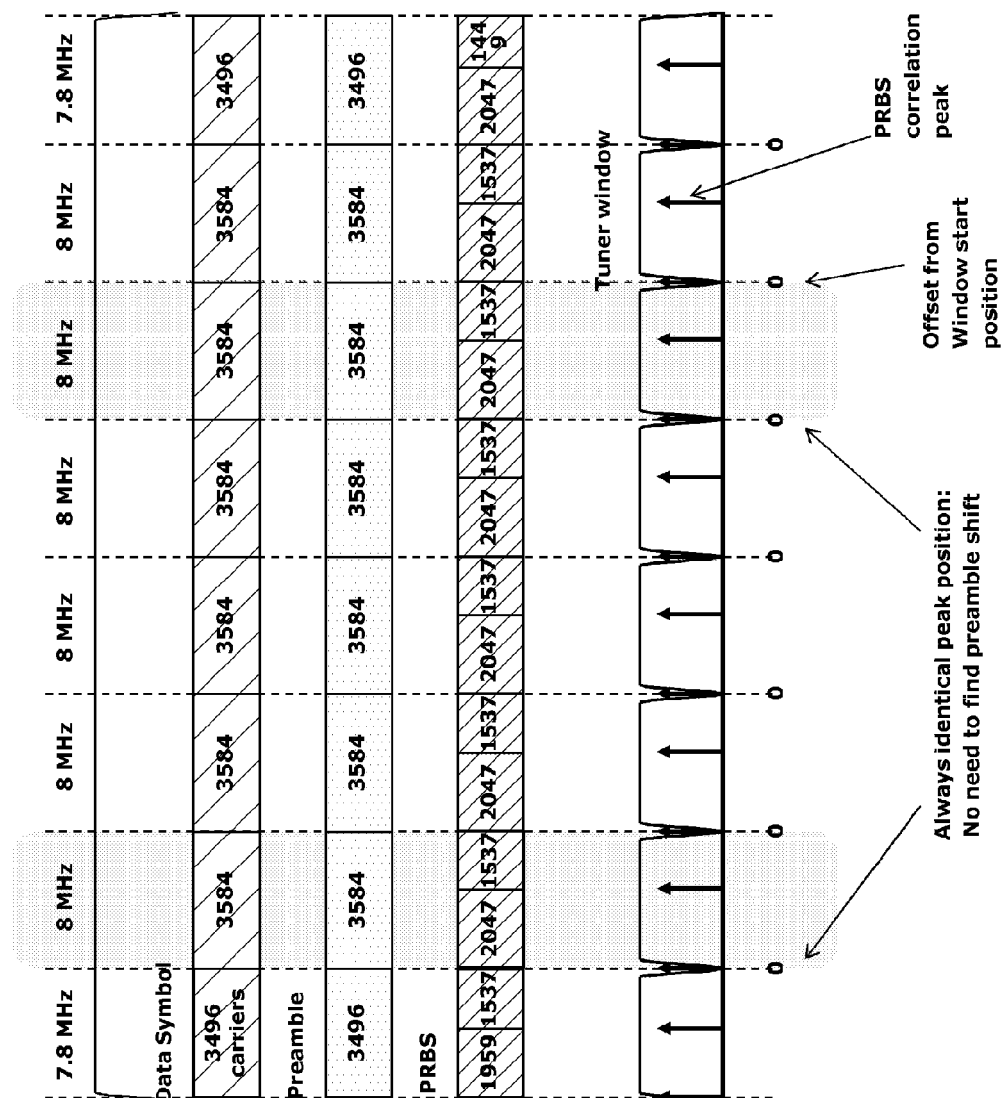 7.8 MHz 8 MHz 8 MHz 8 MHz 8 MHz 8 MHz 8 MHz 7.8 MHz
Data Symbol
3496 3584 3584 3584 3584 3584 3584 3496
carriers
Preamble
3496 3584 3584 3584 3584 3584 3584 3496
PRBS
1959 1537 2047 1537 2047 1537 2047 1537 2047 1537 2047 1537 2047 1537 2047 144
9
Tuner window
0 0 0 0 0 0 0
Always identical peak position:
No need to find preamble shift
Offset from
Window start
position
PRBS
correlation
peak